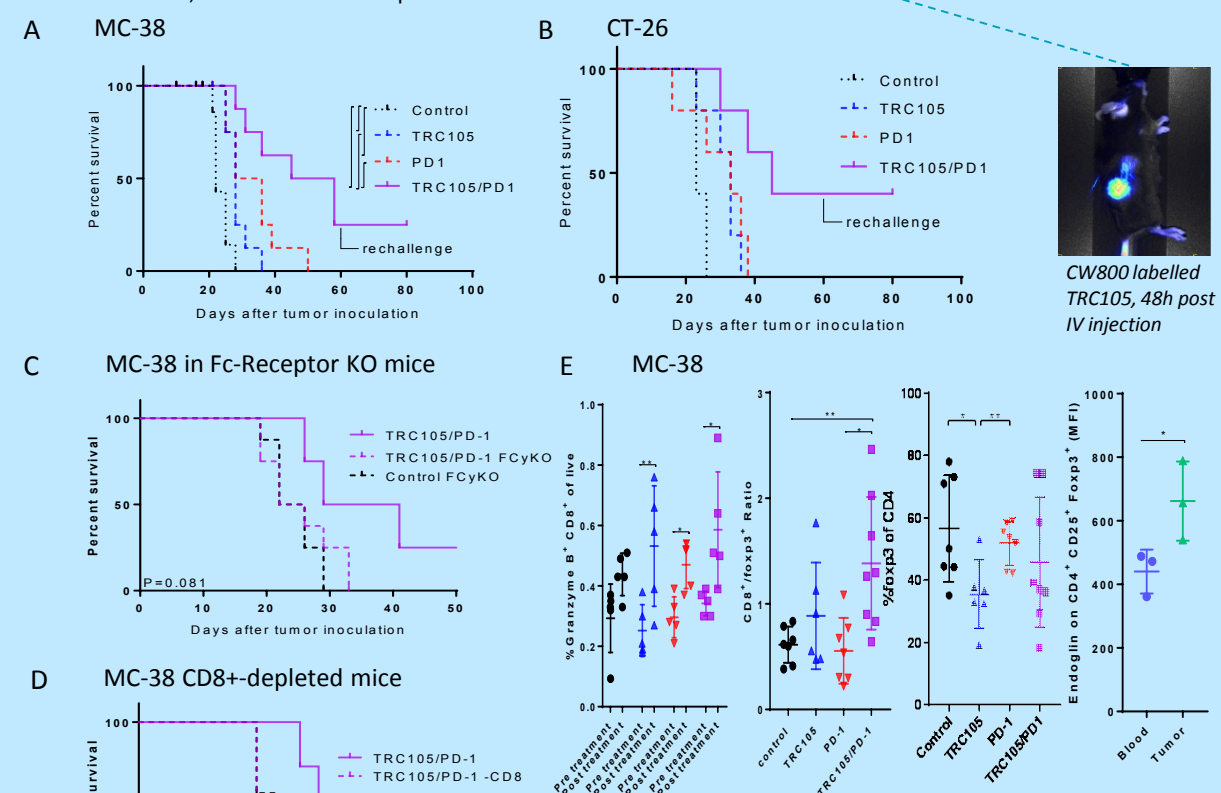 A
MC-38
100
50
0
0 20 40 60 80 100
Percent survival
Days after tumor inoculation
Control
TRC105
PD1
TRC105/PD1
rechallenge
B
CT-26
100
50
0
0 20 40 60 80 100
Percent survival
Days after tumor inoculation
Control
TRC105
PD1
TRC105/PD1
rechallenge
CW800 labelled
TRC105, 48h post
IV injection
C
MC-38 in Fc-Receptor KO mice
100
50
0
0 10 20 30 40 50
Percent survival
Days after tumor inoculation
TRC105/PD-1
TRC105/PD-1 FCyKO
Control FCyKO
P=0.081
D
MC-38 CD8+-depleted mice
100
survival
TRC105/PD-1
TRC105/PD-1 -CD8
E
MC-38
%Granzyme B+ CD8+ of live
1.0
0.8
0.6
0.4
0.2
0.0
** * *
Pre treatment
Post treatment
Pre treatment
Post treatment
Pre treatment
Post treatment
Pre treatment
Post treatment
CD8+/foxp3+ Ratio
3
2
1
0
**
*
control
TRC105
PD-1
TRC105/PD-1
%foxp3 of CD4
100
80
60
40
20
0
* **
Control
TRC105
PD-1
TRC105/PD1
Endoglin on CD4+ CD25+ Foxp3+ (MFI)
1000
800
600
400
200
0
*
Blood
Tumor